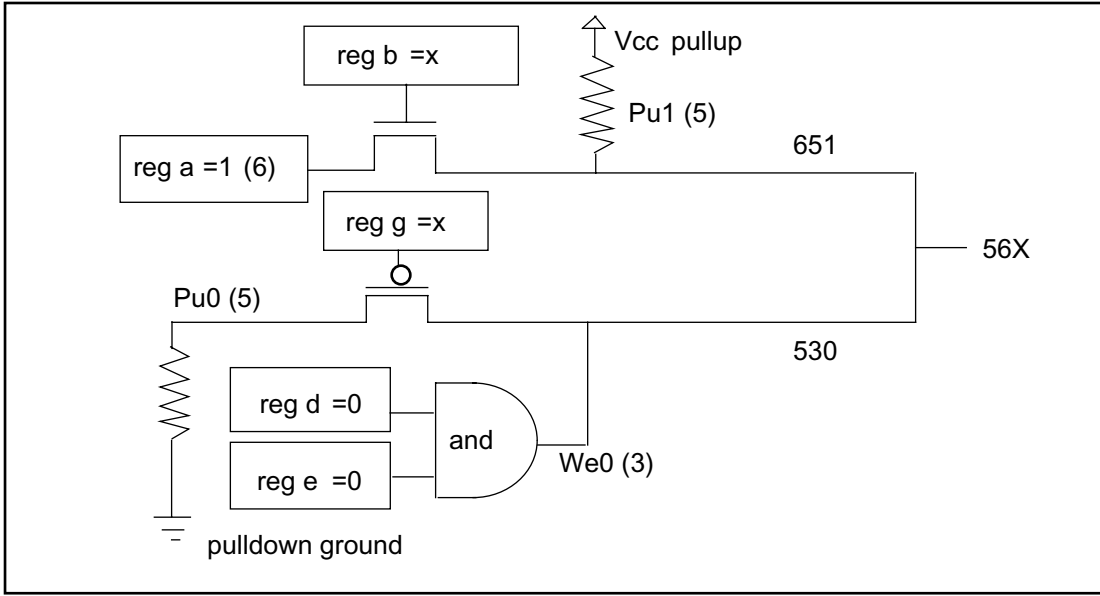 reg b =x
Vcc pullup
Pu1 (5)
651
reg a =1 (6)
reg g =x
56X
Pu0 (5)
530
reg d =0
and
We0 (3)
reg e =0
pulldown ground